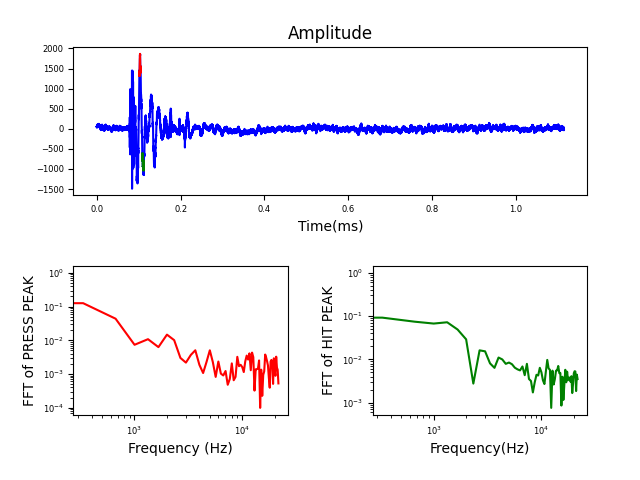 Amplitude
2000
1500
1000
500
0
−500
−1000
−1500
0.0 0.2 0.4 0.6 0.8 1.0
Time(ms)
FFT of PRESS PEAK
10⁰
10⁻¹
10⁻²
10⁻³
10⁻⁴
10³ 10⁴
Frequency (Hz)
FFT of HIT PEAK
10⁰
10⁻¹
10⁻²
10⁻³
10³ 10⁴
Frequency(Hz)